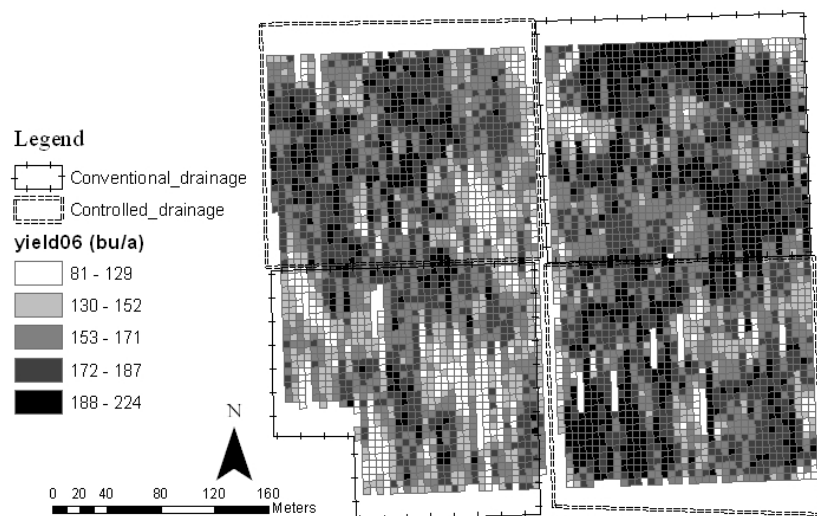 Legend
Conventional_drainage
Controlled_drainage
yield06 (bu/a)
81 - 129
130 - 152
153 - 171
172 - 187
188 - 224
N
0 20 40 80 120 160
Meters